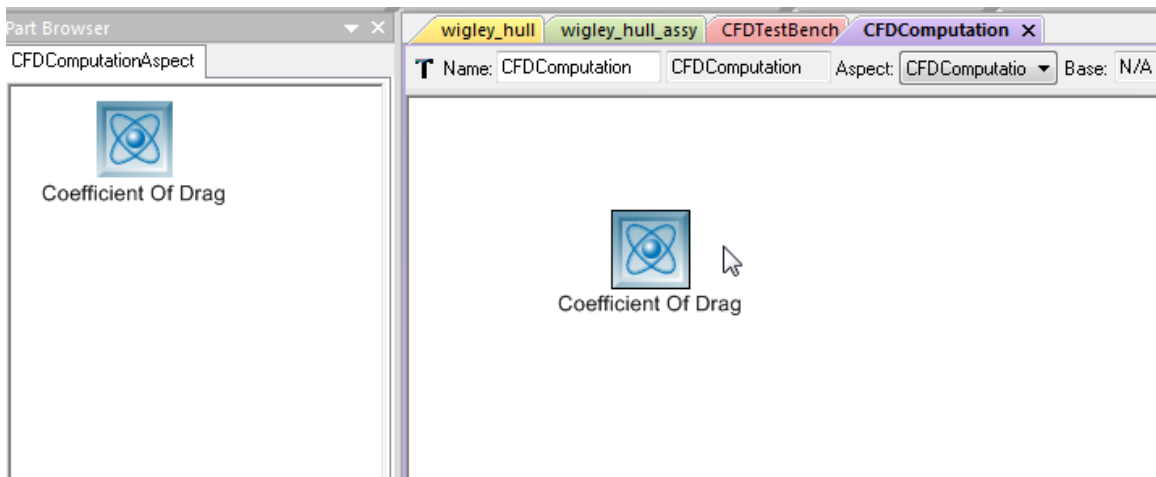 Part Browser
CFDComputationAspect
Coefficient Of Drag
wigley_hull wigley_hull_assy CFDTestBench CFDComputation
Name: CFDComputation CFDComputation Aspect: CFDComputatio Base: N/A
Coefficient Of Drag